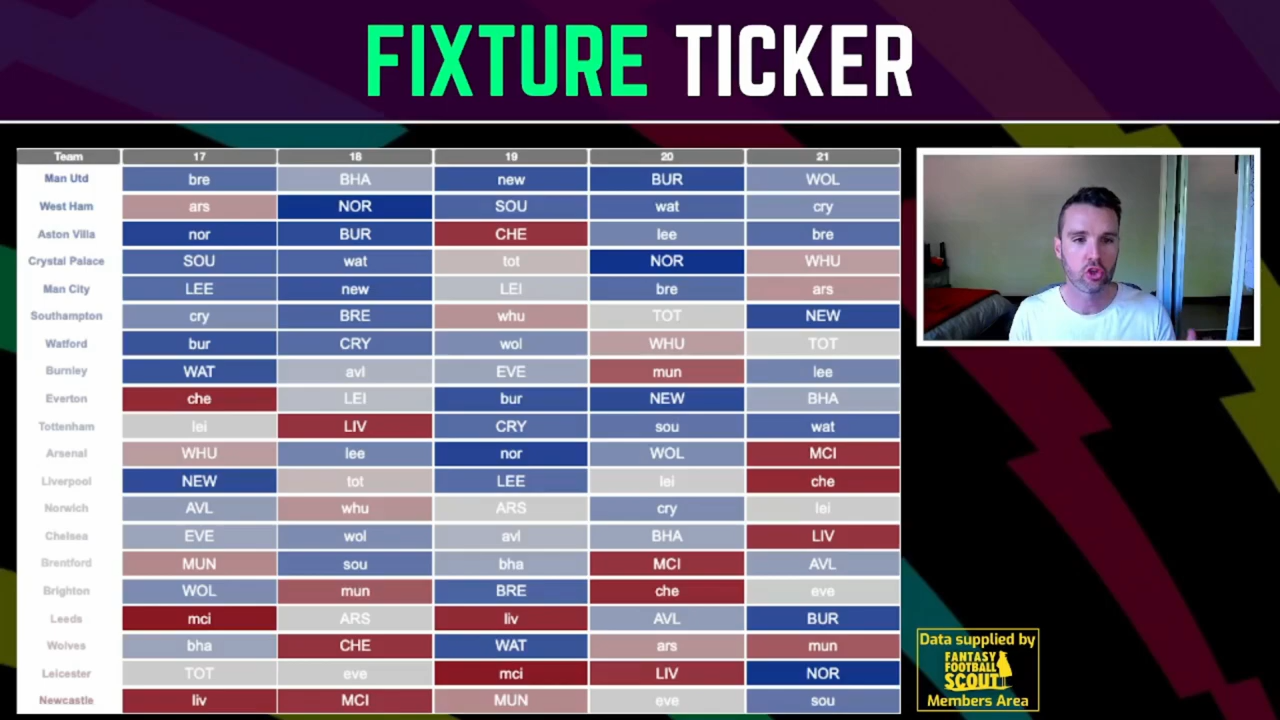 FIXTURE TICKER
Team 17 18 19 20 21
Man Utd bre BHA new BUR WOL
West Ham ars NOR SOU wat cry
Aston Villa nor BUR CHE lee bre
Crystal Palace SOU wat tot NOR WHU
Man City LEE new LEI bre ars
Southampton cry BRE whu TOT NEW
Watford bur CRY wol WHU TOT
Burnley WAT avl EVE mun lee
Everton che LEI bur NEW BHA
Tottenham lei LIV CRY sou wat
Arsenal WHU lee nor WOL MCI
Liverpool NEW tot LEE lei che
Norwich AVL whu ARS cry lei
Chelsea EVE wol avl BHA LIV
Brentford MUN sou bha MCI AVL
Brighton WOL mun BRE che eve
Leeds mci ARS liv AVL BUR
Wolves bha CHE WAT ars mun
Leicester TOT eve mci LIV NOR
Newcastle liv MCI MUN eve sou
Data supplied by
FANTASY
FOOTBALL
SCOUT
Members Area